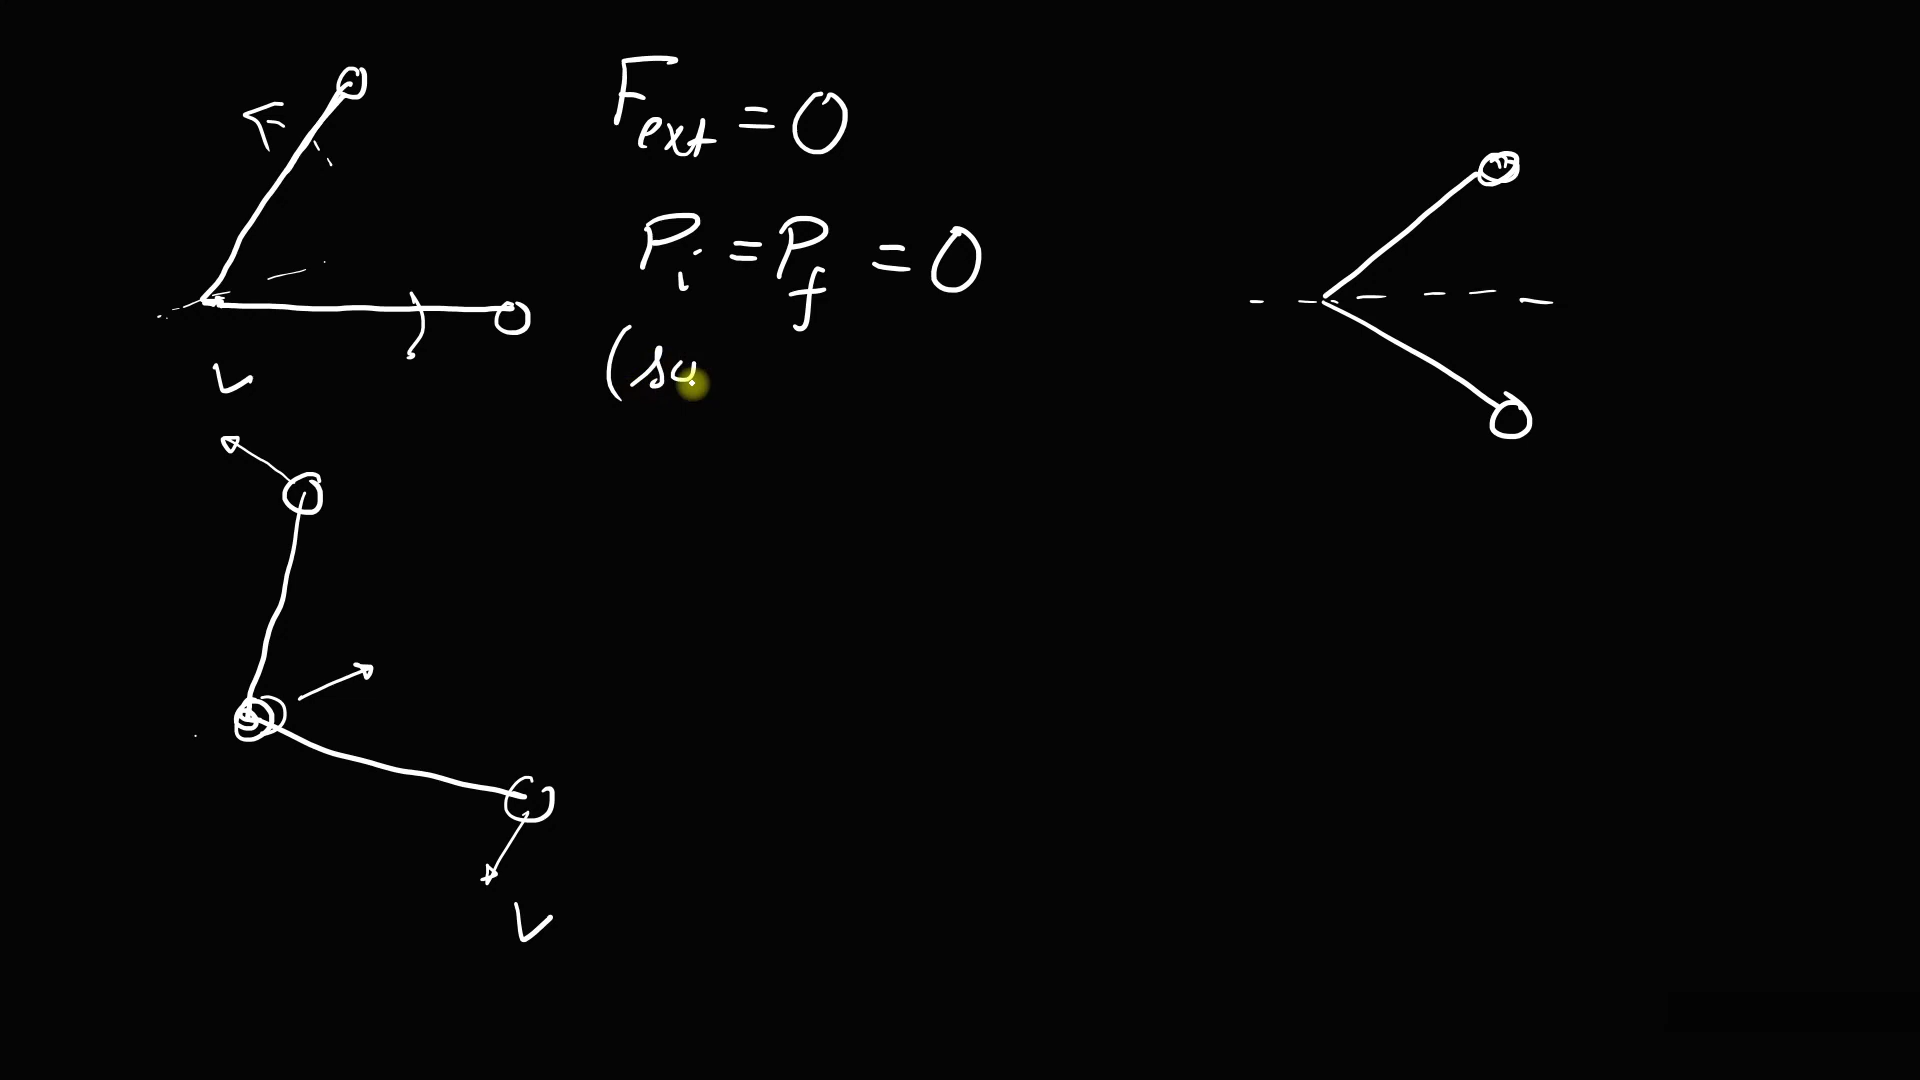 F_ext = 0
P_i = P_f = 0
(su
v
v